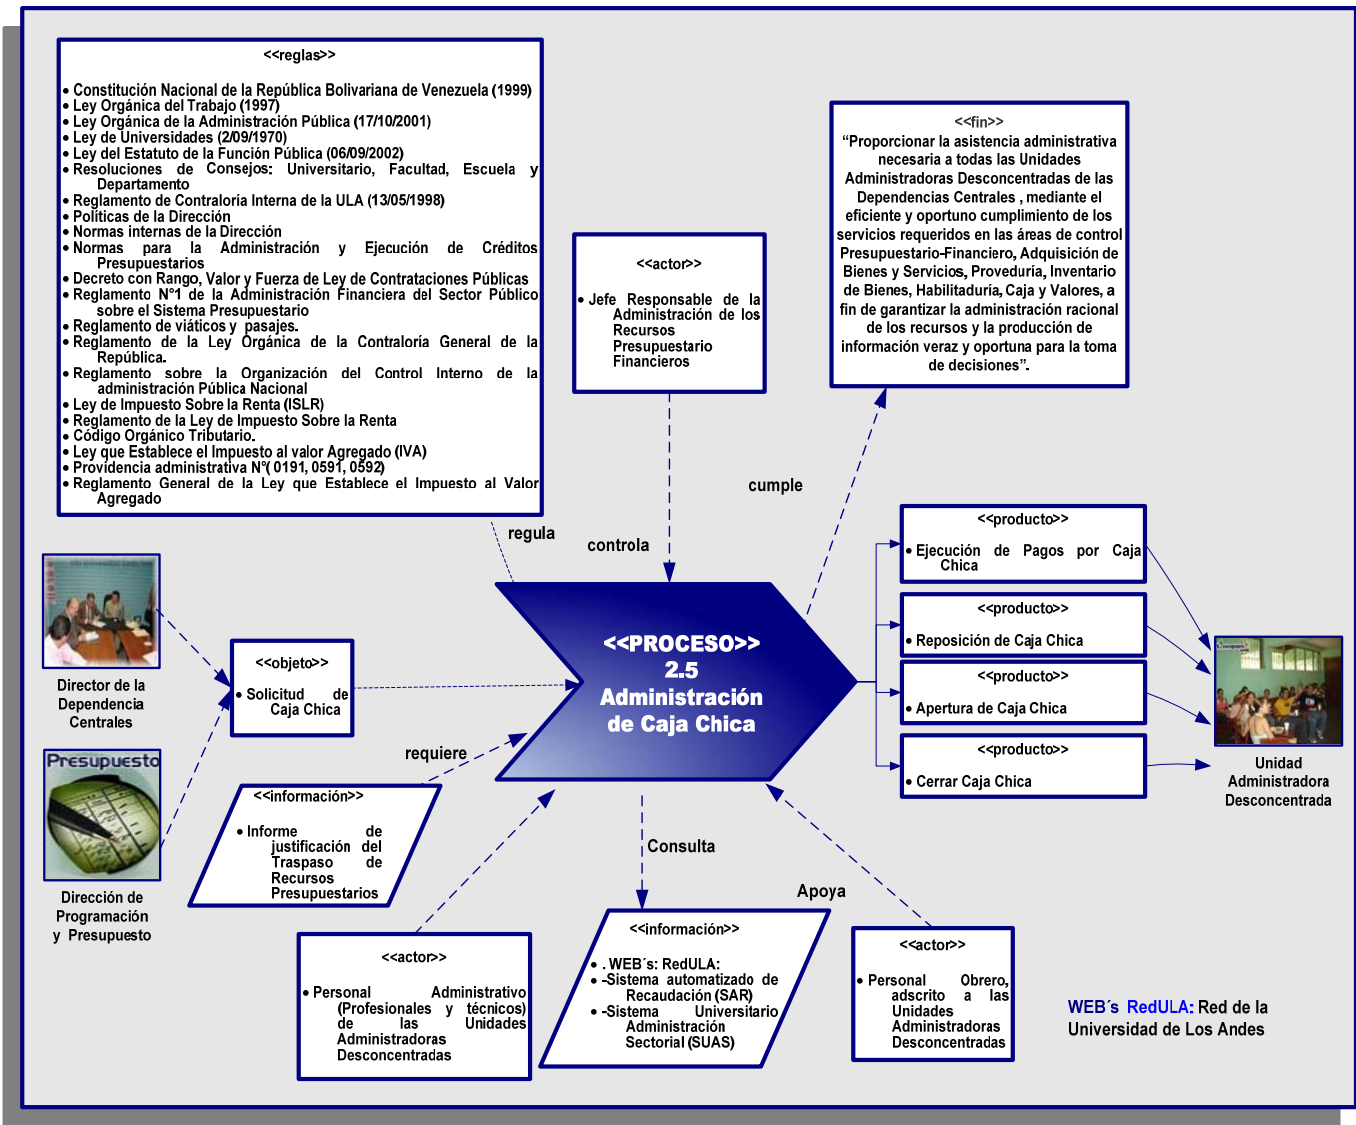 <<reglas>>
• Constitución Nacional de la República Bolivariana de Venezuela (1999)
• Ley Orgánica del Trabajo (1997)
• Ley Orgánica de la Administración Pública (17/10/2001)
• Ley de Universidades (2/09/1970)
• Ley del Estatuto de la Función Pública (06/09/2002)
• Resoluciones de Consejos: Universitario, Facultad, Escuela y
Departamento
• Reglamento de Contraloría Interna de la ULA (13/05/1998)
• Políticas de la Dirección
• Normas internas de la Dirección
• Normas para la Administración y Ejecución de Créditos
Presupuestarios
• Decreto con Rango, Valor y Fuerza de Ley de Contrataciones Públicas
• Reglamento N°1 de la Administración Financiera del Sector Público
sobre el Sistema Presupuestario
• Reglamento de viáticos y pasajes.
• Reglamento de la Ley Orgánica de la Contraloría General de la
República.
• Reglamento sobre la Organización del Control Interno de la
administración Pública Nacional
• Ley de Impuesto Sobre la Renta (ISLR)
• Reglamento de la Ley de Impuesto Sobre la Renta
• Código Orgánico Tributario.
• Ley que Establece el Impuesto al valor Agregado (IVA)
• Providencia administrativa N°( 0191, 0591, 0592)
• Reglamento General de la Ley que Establece el Impuesto al Valor
Agregado
<<actor>>
• Jefe Responsable de la
Administración de los
Recursos
Presupuestario
Financieros
<<fin>>
“Proporcionar la asistencia administrativa
necesaria a todas las Unidades
Administradoras Desconcentradas de las
Dependencias Centrales , mediante el
eficiente y oportuno cumplimiento de los
servicios requeridos en las áreas de control
Presupuestario-Financiero, Adquisición de
Bienes y Servicios, Proveduría, Inventario
de Bienes, Habilitaduría, Caja y Valores, a
fin de garantizar la administración racional
de los recursos y la producción de
información veraz y oportuna para la toma
de decisiones”.
regula
controla
cumple
Director de la
Dependencia
Centrales
Presupuesto
Dirección de
Programación
y Presupuesto
<<objeto>>
• Solicitud de
Caja Chica
requiere
<<información>>
• Informe de
justificación del
Traspaso de
Recursos
Presupuestarios
<<PROCESO>>
2.5
Administración
de Caja Chica
<<producto>>
• Ejecución de Pagos por Caja
Chica
<<producto>>
• Reposición de Caja Chica
<<producto>>
• Apertura de Caja Chica
<<producto>>
• Cerrar Caja Chica
Unidad
Administradora
Desconcentrada
<<actor>>
• Personal Administrativo
(Profesionales y técnicos)
de las Unidades
Administradoras
Desconcentradas
Consulta
<<información>>
• . WEB´s: RedULA:
• -Sistema automatizado de
Recaudación (SAR)
• -Sistema Universitario
Administración
Sectorial (SUAS)
Apoya
<<actor>>
• Personal Obrero,
adscrito a las
Unidades
Administradoras
Desconcentradas
WEB´s RedULA: Red de la
Universidad de Los Andes